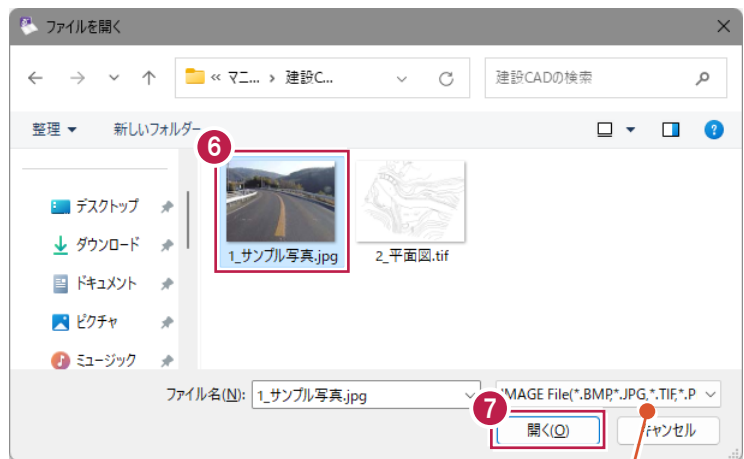 ファイルを開く
« マニ... › 建設C...
建設CADの検索
整理
新しいフォルダー
6
デスクトップ
ダウンロード
ドキュメント
ピクチャ
ミュージック
1_サンプル写真.jpg
2_平面図.tif
ファイル名(N):
1_サンプル写真.jpg
IMAGE File(*.BMP,*.JPG,*.TIF,*.P
7
開く(O)
キャンセル